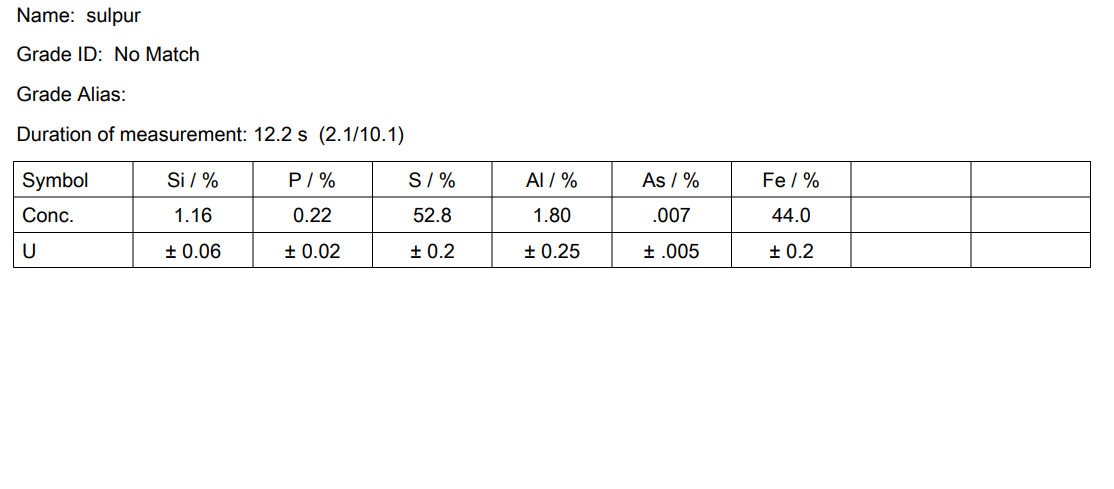 Name: sulpur
Grade ID: No Match
Grade Alias:
Duration of measurement: 12.2 s (2.1/10.1)
Symbol Si / % P / % S / % Al / % As / % Fe / %
Conc. 1.16 0.22 52.8 1.80 .007 44.0
U ± 0.06 ± 0.02 ± 0.2 ± 0.25 ± .005 ± 0.2